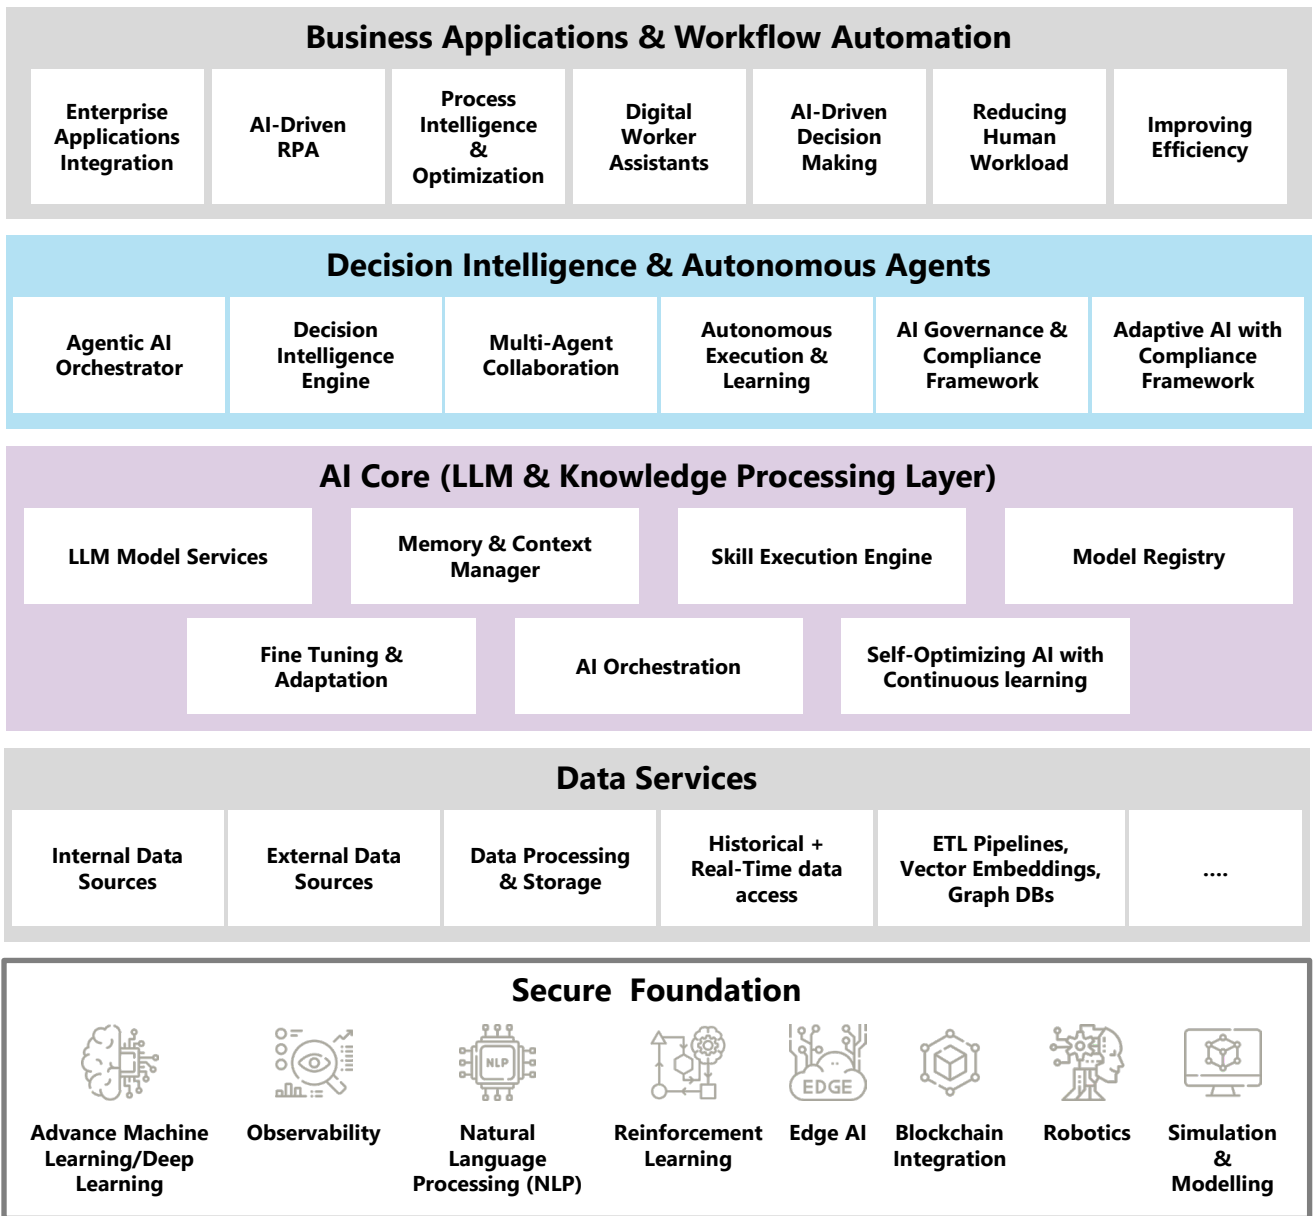 Business Applications & Workflow Automation
Enterprise
Applications
Integration
AI-Driven
RPA
Process
Intelligence
&
Optimization
Digital
Worker
Assistants
AI-Driven
Decision
Making
Reducing
Human
Workload
Improving
Efficiency
Decision Intelligence & Autonomous Agents
Agentic AI
Orchestrator
Decision
Intelligence
Engine
Multi-Agent
Collaboration
Autonomous
Execution &
Learning
AI Governance &
Compliance
Framework
Adaptive AI with
Compliance
Framework
AI Core (LLM & Knowledge Processing Layer)
LLM Model Services
Memory & Context
Manager
Skill Execution Engine
Model Registry
Fine Tuning &
Adaptation
AI Orchestration
Self-Optimizing AI with
Continuous learning
Data Services
Internal Data
Sources
External Data
Sources
Data Processing
& Storage
Historical +
Real-Time data
access
ETL Pipelines,
Vector Embeddings,
Graph DBs
....
Secure Foundation
NLP
EDGE
Advance Machine
Learning/Deep
Learning
Observability
Natural
Language
Processing (NLP)
Reinforcement
Learning
Edge AI
Blockchain
Integration
Robotics
Simulation
&
Modelling